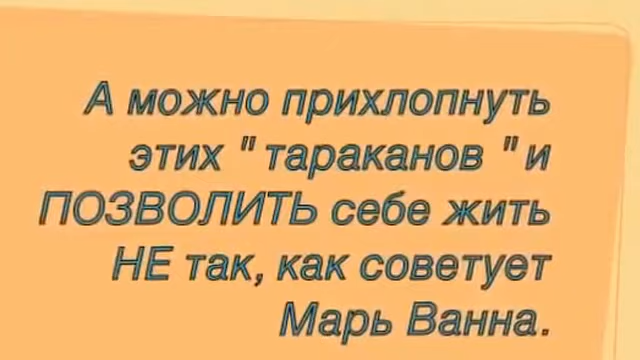 А можно прихлопнуть
этих " тараканов " и
ПОЗВОЛИТЬ себе жить
НЕ так, как советует
Марь Ванна.